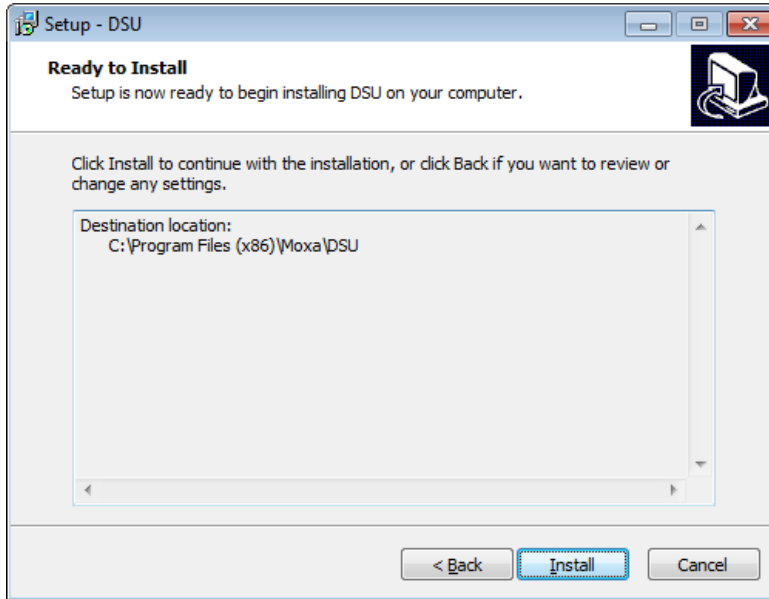 Setup - DSU
Ready to Install
Setup is now ready to begin installing DSU on your computer.
Click Install to continue with the installation, or click Back if you want to review or
change any settings.
Destination location:
C:\Program Files (x86)\Moxa\DSU
< Back
Install
Cancel